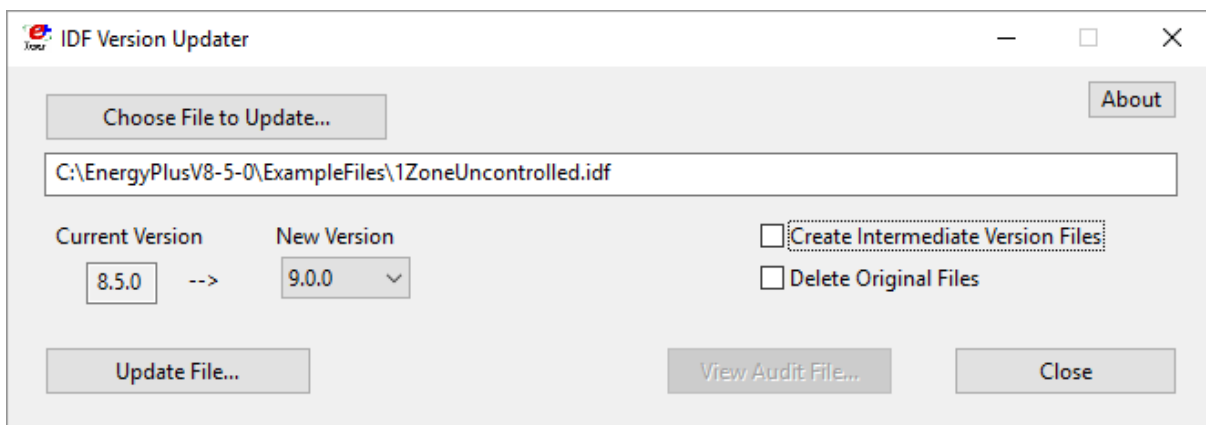 IDF Version Updater
About
Choose File to Update...
C:\EnergyPlusV8-5-0\ExampleFiles\1ZoneUncontrolled.idf
Current Version New Version
Create Intermediate Version Files
8.5.0 --> 9.0.0
Delete Original Files
Update File... View Audit File... Close